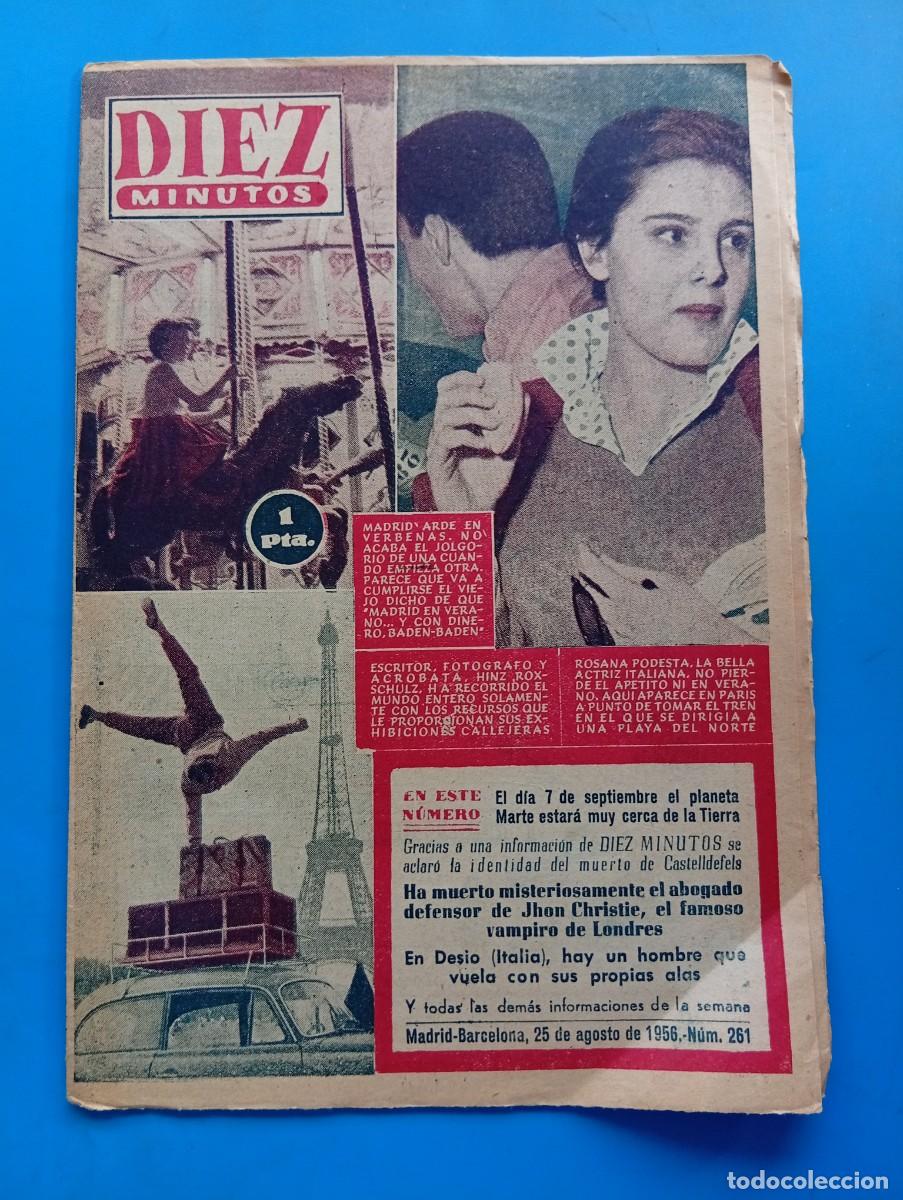 DIEZ
MINUTOS
1
Pta.
MADRID ARDE EN
VERBENAS. NO
ACABA EL JOLGO-
RIO DE UNA CUAN-
DO EMPIEZA OTRA.
PARECE QUE VA A
CUMPLIRSE EL VIE-
JO DICHO DE QUE
"MADRID EN VERA-
NO... Y CON DINE-
RO, BADEN-BADEN"
ESCRITOR, FOTOGRAFO Y
ACROBATA, HINZ ROX-
SCHULZ, HA RECORRIDO EL
MUNDO ENTERO SOLAMEN-
TE CON LOS RECURSOS QUE
LE PROPORCIONAN SUS EX-
HIBICIONES CALLEJERAS
ROSANA PODESTA, LA BELLA
ACTRIZ ITALIANA, NO PIER-
DE EL APETITO NI EN VERA-
NO. AQUI APARECE EN PARIS
A PUNTO DE TOMAR EL TREN
EN EL QUE SE DIRIGIA A
UNA PLAYA DEL NORTE
EN ESTE
NÚMERO
El día 7 de septiembre el planeta
Marte estará muy cerca de la Tierra
Gracias a una información de DIEZ MINUTOS se
aclaró la identidad del muerto de Castelldefels
Ha muerto misteriosamente el abogado
defensor de Jhon Christie, el famoso
vampiro de Londres
En Desio (Italia), hay un hombre que
vuela con sus propias alas
Y todas las demás informaciones de la semana
Madrid-Barcelona, 25 de agosto de 1956.-Núm. 261
todocoleccion